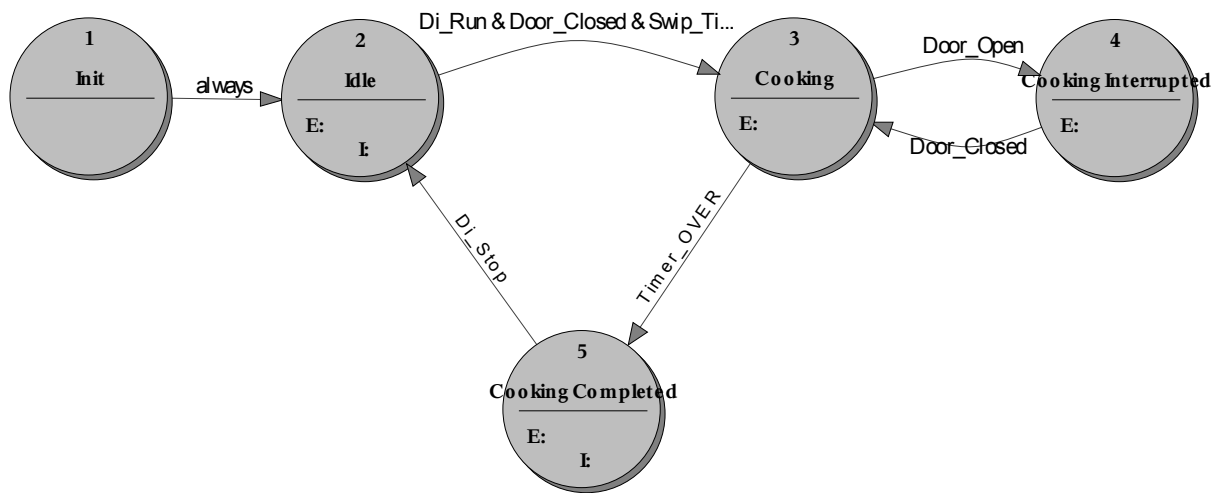 1
Init
always
2
Idle
E:
I:
Di_Run & Door_Closed & Swip_Ti...
3
Cooking
E:
Door_Open
4
Cooking Interrupted
E:
Door_Closed
Timer_OVER
Di_Stop
5
Cooking Completed
E:
I: